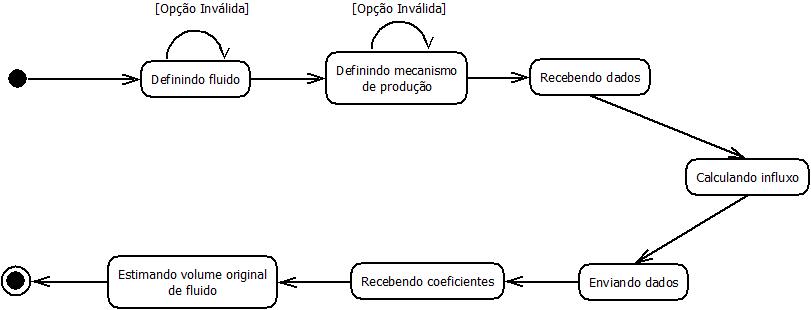 [Opção Inválida]
[Opção Inválida]
Definindo fluido
Definindo mecanismo
de produção
Recebendo dados
Calculando influxo
Enviando dados
Recebendo coeficientes
Estimando volume original
de fluido